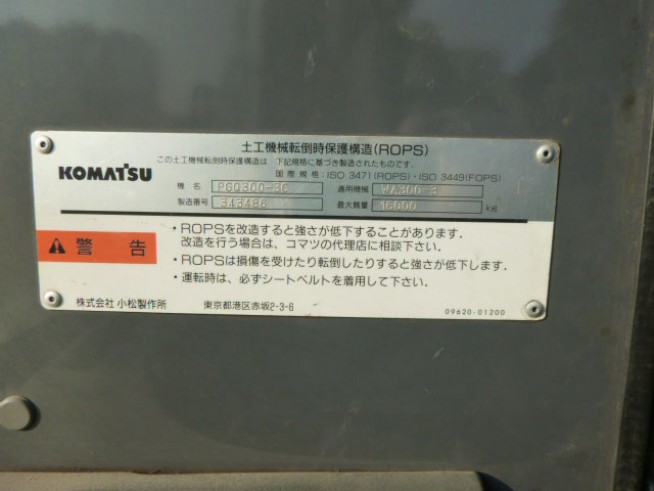 土工機械転倒時保護構造(ROPS)
この土工機械転倒時保護構造は 下記規格に基づき製造されたものです.
国際規格:ISO 3471(ROPS)・ISO 3449(FOPS)
KOMATSU
機名 適用機械 WA300-3
製造番号 343486 最大質量 16000 kg
警告
・ROPSを改造すると強さが低下することがあります.
改造を行う場合は、コマツの代理店に相談下さい.
・ROPSは損傷を受けたり転倒したりすると強さが低下します.
・運転時は、必ずシートベルトを着用して下さい.
株式会社 小松製作所 東京都港区赤坂2-3-6
09620-01200